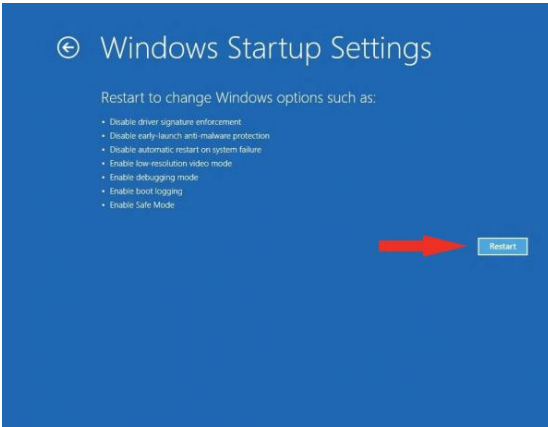 Windows Startup Settings
Restart to change Windows options such as:
• Disable driver signature enforcement
• Disable early-launch anti-malware protection
• Disable automatic restart on system failure
• Enable low-resolution video mode
• Enable debugging mode
• Enable boot logging
• Enable Safe Mode
Restart